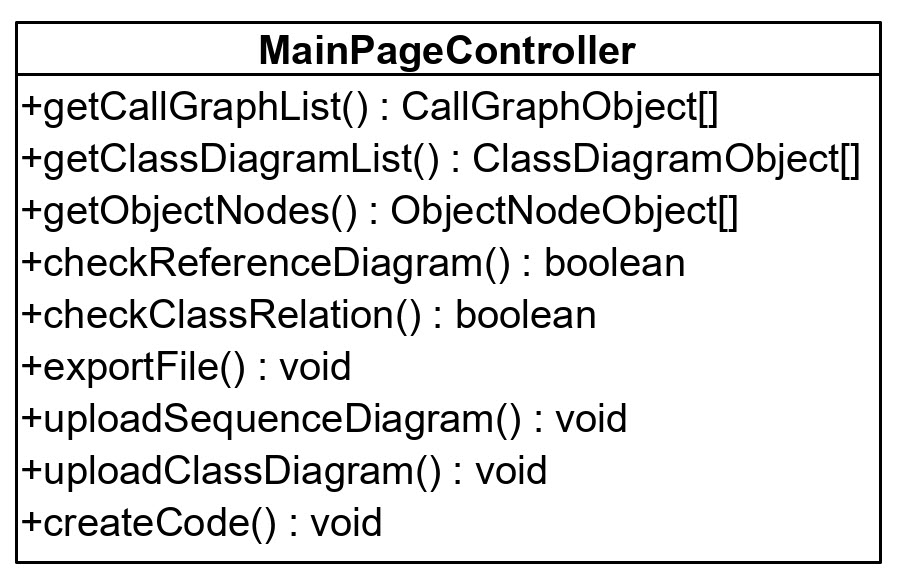 MainPageController
+getCallGraphList() : CallGraphObject[]
+getClassDiagramList() : ClassDiagramObject[]
+getObjectNodes() : ObjectNodeObject[]
+checkReferenceDiagram() : boolean
+checkClassRelation() : boolean
+exportFile() : void
+uploadSequenceDiagram() : void
+uploadClassDiagram() : void
+createCode() : void